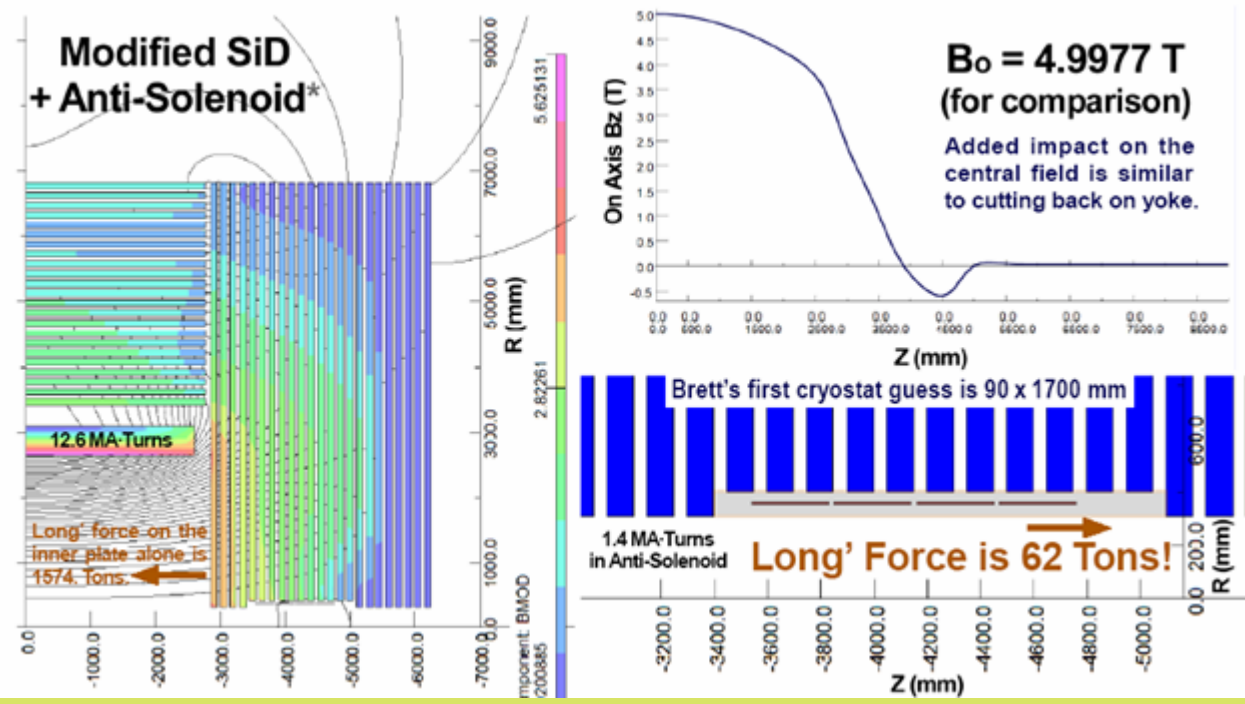 Modified SiD
+ Anti-Solenoid*
12.6 MA·Turns
Long' force on the
inner plate alone is
1574. Tons.
0.0
-1000.0
-2000.0
-3000.0
-4000.0
-5000.0
-6000.0
-7000.0
9000.0
7000.0
5000.0
3000.0
1000.0
0.0
R (mm)
5.625131
2.82261
mponent: BMOD
200885
On Axis Bz (T)
5.0
4.5
4.0
3.5
3.0
2.5
2.0
1.5
1.0
0.5
0.0
-0.5
Bo = 4.9977 T
(for comparison)
Added impact on the
central field is similar
to cutting back on yoke.
Z (mm)
Brett's first cryostat guess is 90 x 1700 mm
1.4 MA·Turns
in Anti-Solenoid
Long' Force is 62 Tons!
600.0
200.0
0.0
R (mm)
-3200.0
-3400.0
-3600.0
-3800.0
-4000.0
-4200.0
-4400.0
-4600.0
-4800.0
-5000.0
Z (mm)